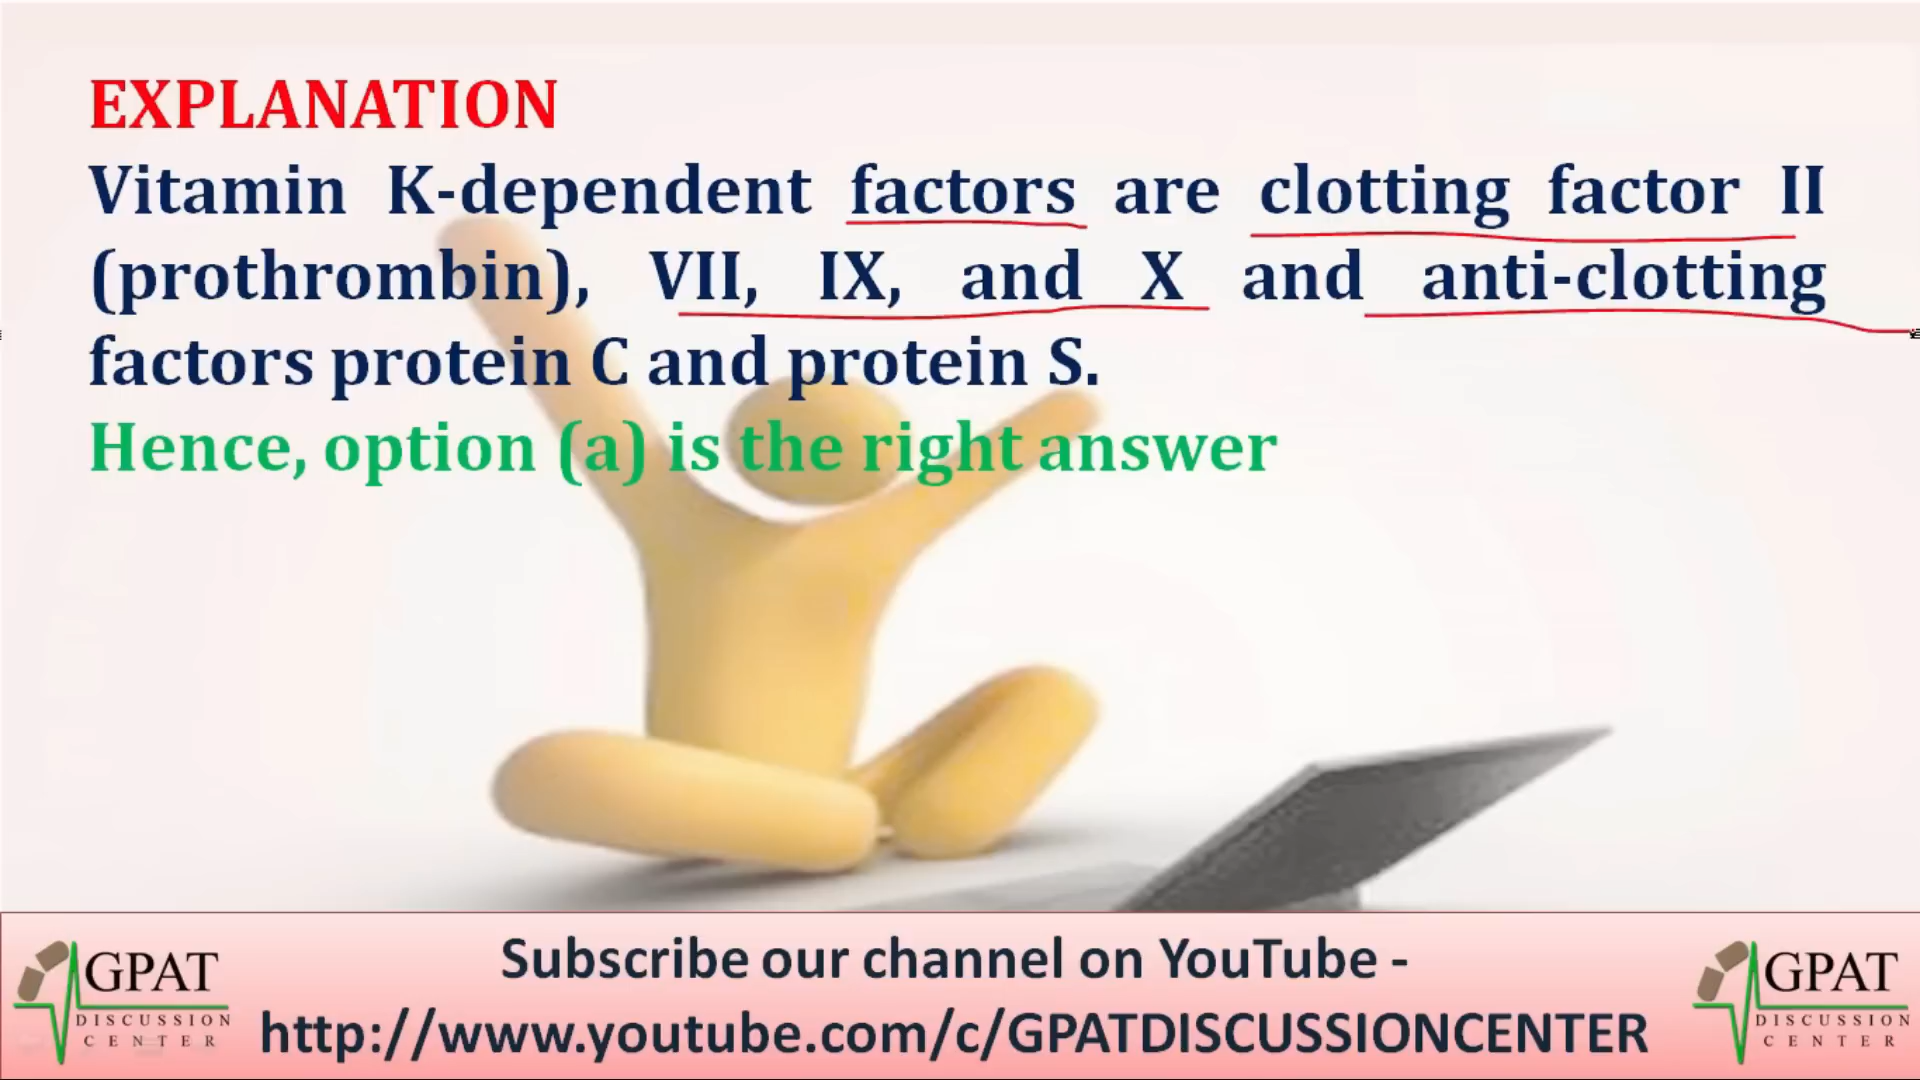 EXPLANATION
Vitamin K-dependent factors are clotting factor II
(prothrombin), VII, IX, and X and anti-clotting
factors protein C and protein S.
Hence, option (a) is the right answer
GPAT
DISCUSSION
CENTER
Subscribe our channel on YouTube -
http://www.youtube.com/c/GPATDISCUSSIONCENTER
GPAT
DISCUSSION
CENTER